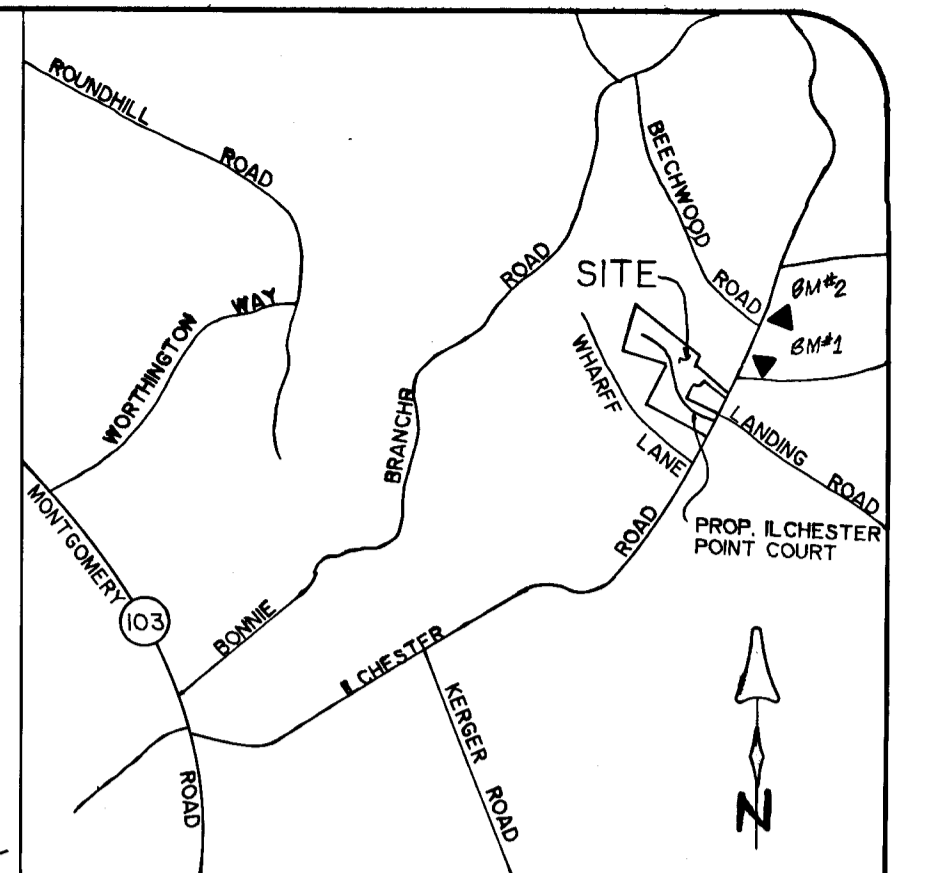 ROUNDHILL ROAD
BEECHWOOD ROAD
SITE
BM#2
BM#1
WORTHINGTON WAY
WHARFF LANE
LANDING ROAD
PROP. ILCHESTER
POINT COURT
BONNIE BRANCHR ROAD
MONTGOMERY ROAD
103
ILCHESTER ROAD
KERGER ROAD
N